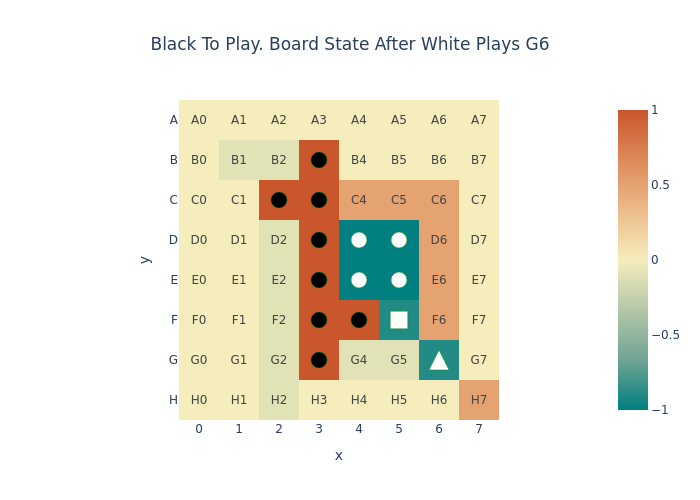 Black To Play. Board State After White Plays G6
A A0 A1 A2 A3 A4 A5 A6 A7
B B0 B1 B2 B4 B5 B6 B7
C C0 C1 C4 C5 C6 C7
D D0 D1 D2 D6 D7
E E0 E1 E2 E6 E7
F F0 F1 F2 F6 F7
G G0 G1 G2 G4 G5 G7
H H0 H1 H2 H3 H4 H5 H6 H7
0 1 2 3 4 5 6 7
x
y
1
0.5
0
−0.5
−1